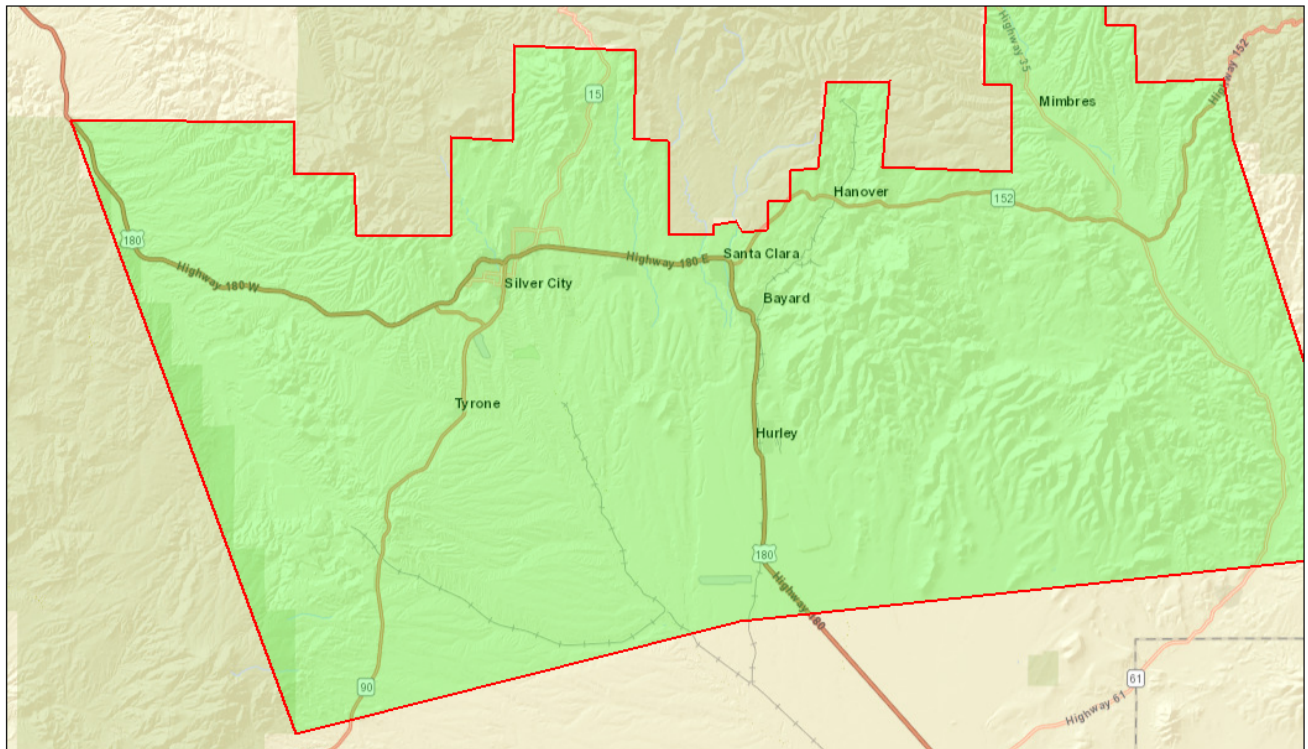 Highway 35
Highway 152
15
Mimbres
Hanover
152
180
Highway 180 W
Highway 180 E
Santa Clara
Silver City
Bayard
Tyrone
Hurley
180
Highway 180
90
61
Highway 61